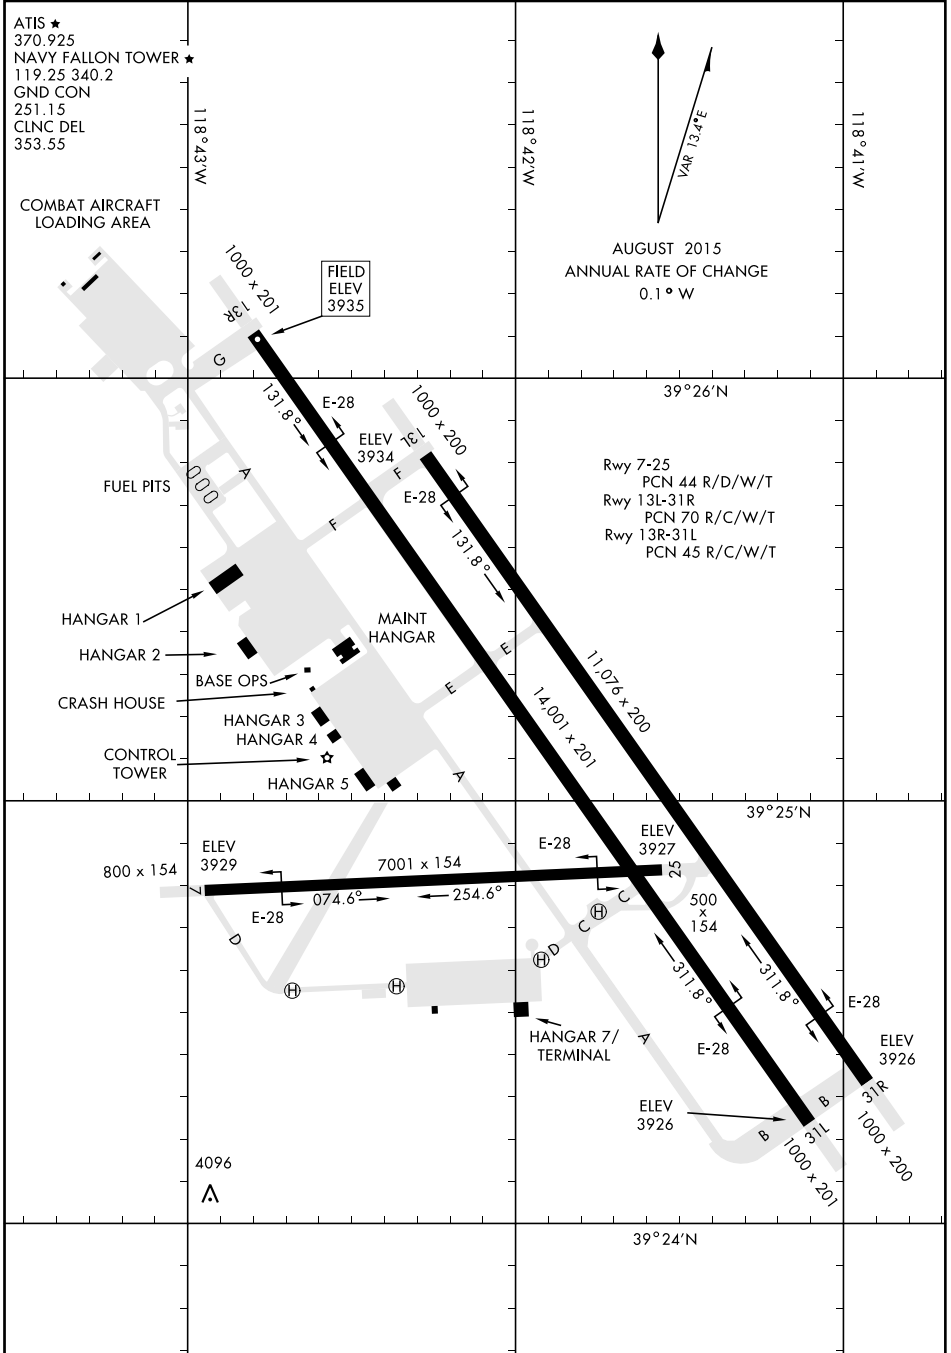 ATIS ★
370.925
NAVY FALLON TOWER ★
119.25 340.2
GND CON
251.15
CLNC DEL
353.55
118°43'W
118°42'W
118°41'W
VAR 13.4°E
AUGUST 2015
ANNUAL RATE OF CHANGE
0.1° W
COMBAT AIRCRAFT
LOADING AREA
1000 x 201
13R
FIELD
ELEV
3935
G
39°26'N
131.8°
E-28
ELEV
3934
1000 x 200
13L
F
A
FUEL PITS
E-28
F
131.8°
Rwy 7-25
PCN 44 R/D/W/T
Rwy 13L-31R
PCN 70 R/C/W/T
Rwy 13R-31L
PCN 45 R/C/W/T
HANGAR 1
MAINT
HANGAR
HANGAR 2
E
BASE OPS
E
11,076 x 200
CRASH HOUSE
HANGAR 3
HANGAR 4
14,001 x 201
CONTROL
TOWER
HANGAR 5
A
39°25'N
ELEV
3929
800 x 154
7001 x 154
E-28
ELEV
3927
7
25
E-28
074.6°
254.6°
C
H
500
x
154
C
D
D
H
H
H
311.8°
311.8°
E-28
HANGAR 7/
TERMINAL
A
E-28
ELEV
3926
ELEV
3926
B
31R
B
31L
1000 x 200
1000 x 201
4096
39°24'N